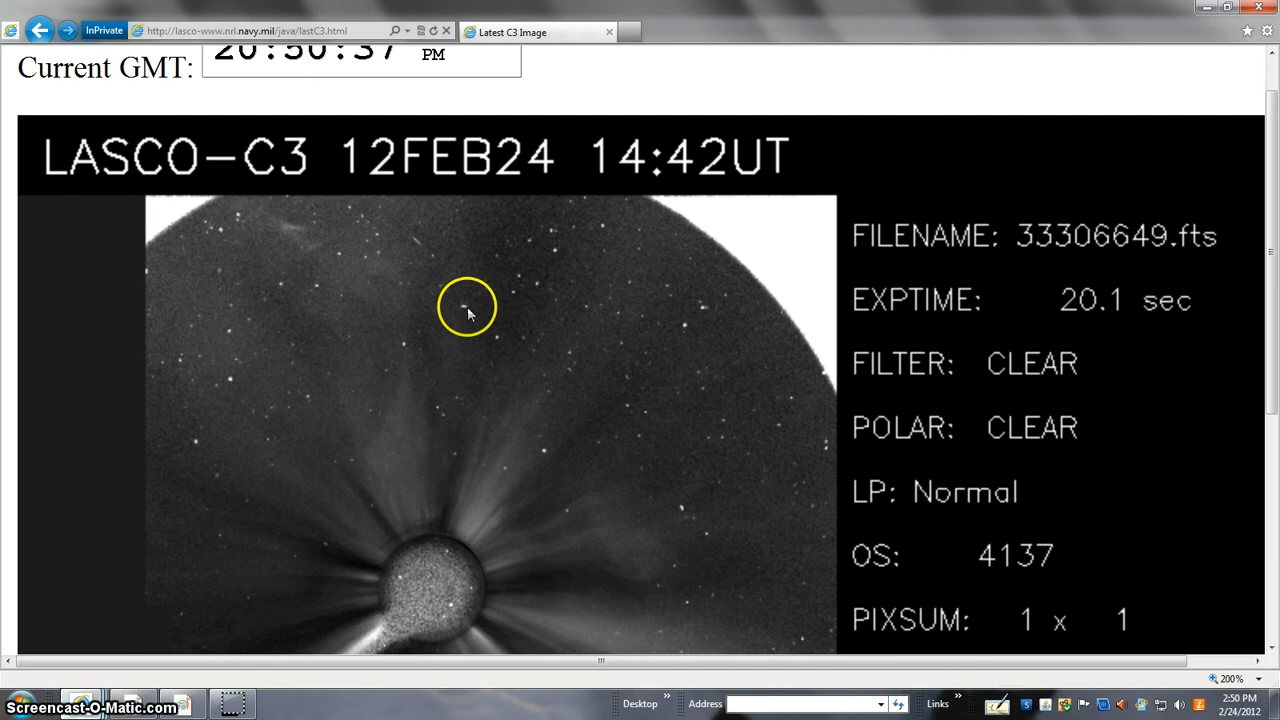 InPrivate
http://lasco-www.nrl.navy.mil/java/lastC3.html
Latest C3 Image
Current GMT: 20:50:37 PM
LASCO-C3 12FEB24 14:42UT
FILENAME: 33306649.fts
EXPTIME: 20.1 sec
FILTER: CLEAR
POLAR: CLEAR
LP: Normal
OS: 4137
PIXSUM: 1 x 1
200%
Screencast-O-Matic.com
Desktop
Address
Links
2:50 PM
2/24/2012